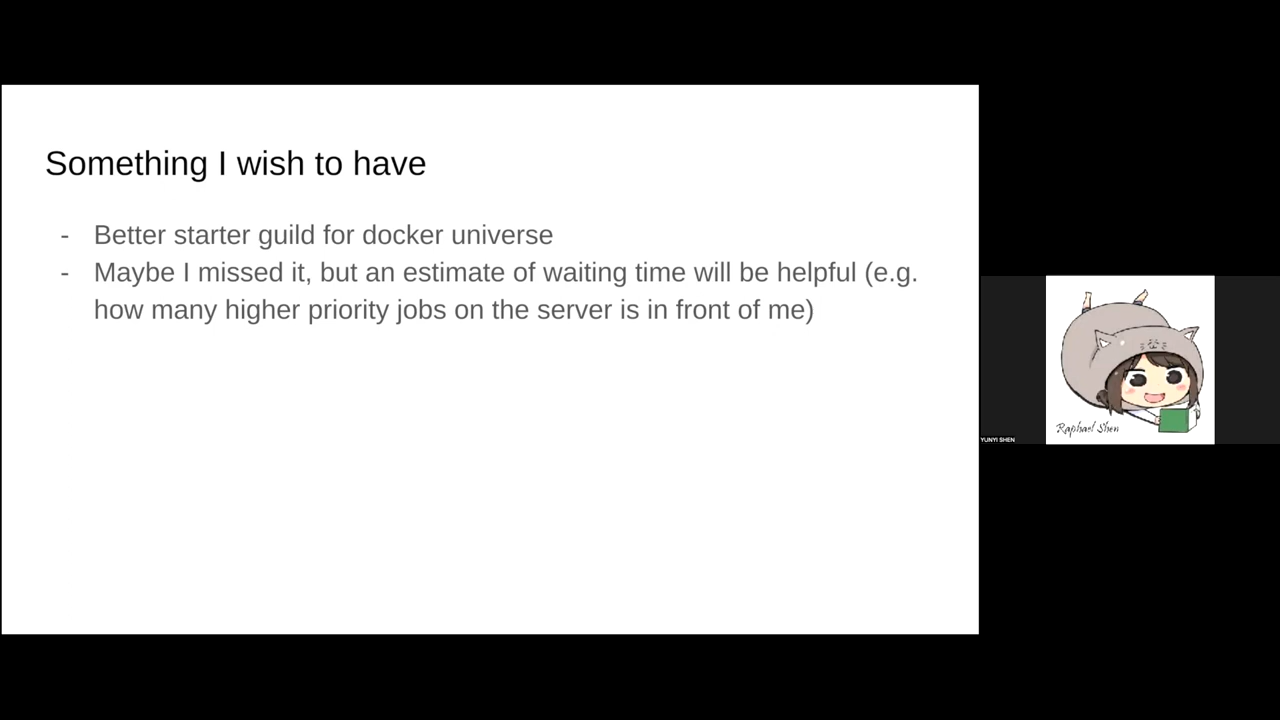 Something I wish to have
- Better starter guild for docker universe
- Maybe I missed it, but an estimate of waiting time will be helpful (e.g.
how many higher priority jobs on the server is in front of me)
Raphael Shen
YUNYI SHEN